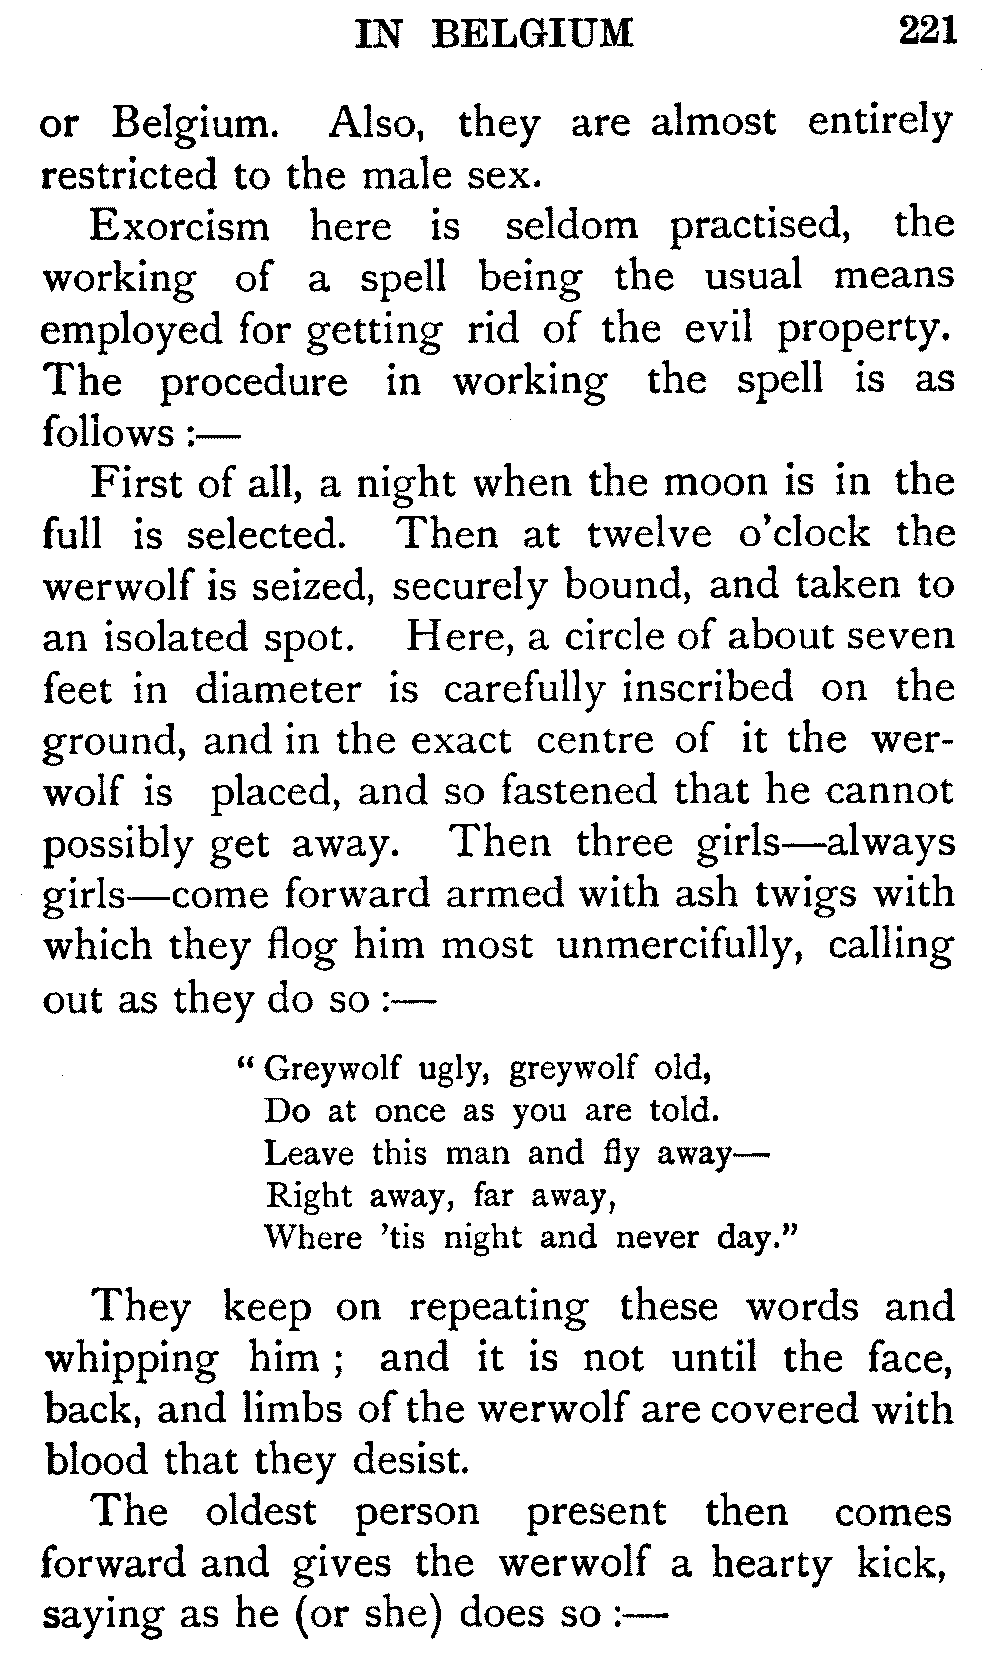 IN BELGIUM 221
or Belgium. Also, they are almost entirely
restricted to the male sex.
Exorcism here is seldom practised, the
working of a spell being the usual means
employed for getting rid of the evil property.
The procedure in working the spell is as
follows :—
First of all, a night when the moon is in the
full is selected. Then at twelve o'clock the
werwolf is seized, securely bound, and taken to
an isolated spot. Here, a circle of about seven
feet in diameter is carefully inscribed on the
ground, and in the exact centre of it the wer-
wolf is placed, and so fastened that he cannot
possibly get away. Then three girls—always
girls—come forward armed with ash twigs with
which they flog him most unmercifully, calling
out as they do so :—
" Greywolf ugly, greywolf old,
Do at once as you are told.
Leave this man and fly away—
Right away, far away,
Where 'tis night and never day."
They keep on repeating these words and
whipping him ; and it is not until the face,
back, and limbs of the werwolf are covered with
blood that they desist.
The oldest person present then comes
forward and gives the werwolf a hearty kick,
saying as he (or she) does so :—